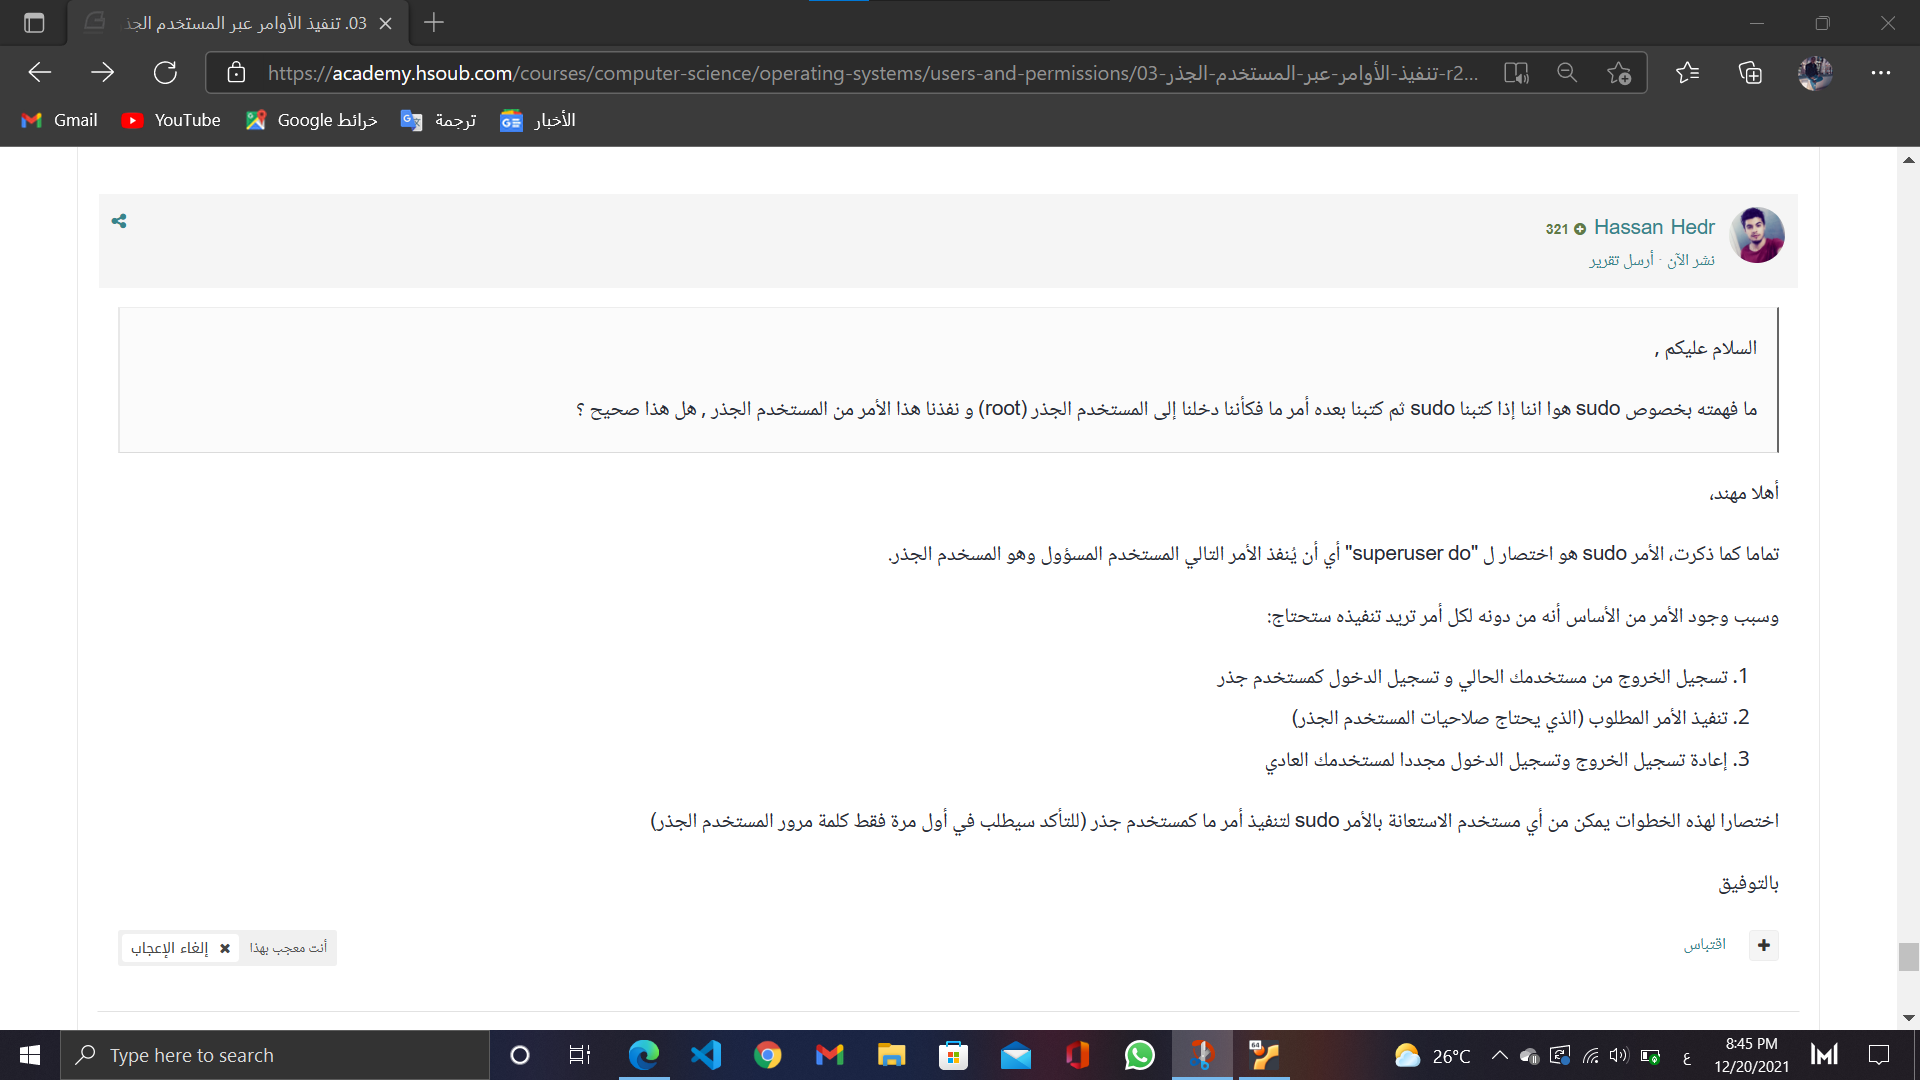 03. تنفيذ الأوامر عبر المستخدم الجذ
https://academy.hsoub.com/courses/computer-science/operating-systems/users-and-permissions/03-تنفيذ-الأوامر-عبر-المستخدم-الجذر-r2...
Gmail YouTube خرائط Google ترجمة الأخبار
Hassan Hedr 321
نشر الآن · أرسل تقرير
السلام عليكم ,
ما فهمته بخصوص sudo هوا اننا إذا كتبنا sudo ثم كتبنا بعده أمر ما فكأننا دخلنا إلى المستخدم الجذر (root) و نفذنا هذا الأمر من المستخدم الجذر , هل هذا صحيح ؟
أهلا مهند،
تماما كما ذكرت، الأمر sudo هو اختصار ل "superuser do" أي أن يُنفذ الأمر التالي المستخدم المسؤول وهو المسخدم الجذر.
وسبب وجود الأمر من الأساس أنه من دونه لكل أمر تريد تنفيذه ستحتاج:
1. تسجيل الخروج من مستخدمك الحالي و تسجيل الدخول كمستخدم جذر
2. تنفيذ الأمر المطلوب (الذي يحتاج صلاحيات المستخدم الجذر)
3. إعادة تسجيل الخروج وتسجيل الدخول مجددا لمستخدمك العادي
اختصارا لهذه الخطوات يمكن من أي مستخدم الاستعانة بالأمر sudo لتنفيذ أمر ما كمستخدم جذر (للتأكد سيطلب في أول مرة فقط كلمة مرور المستخدم الجذر)
بالتوفيق
اقتباس
أنت معجب بهذا إلغاء الإعجاب
Type here to search
64
26°C
ع
8:45 PM
12/20/2021